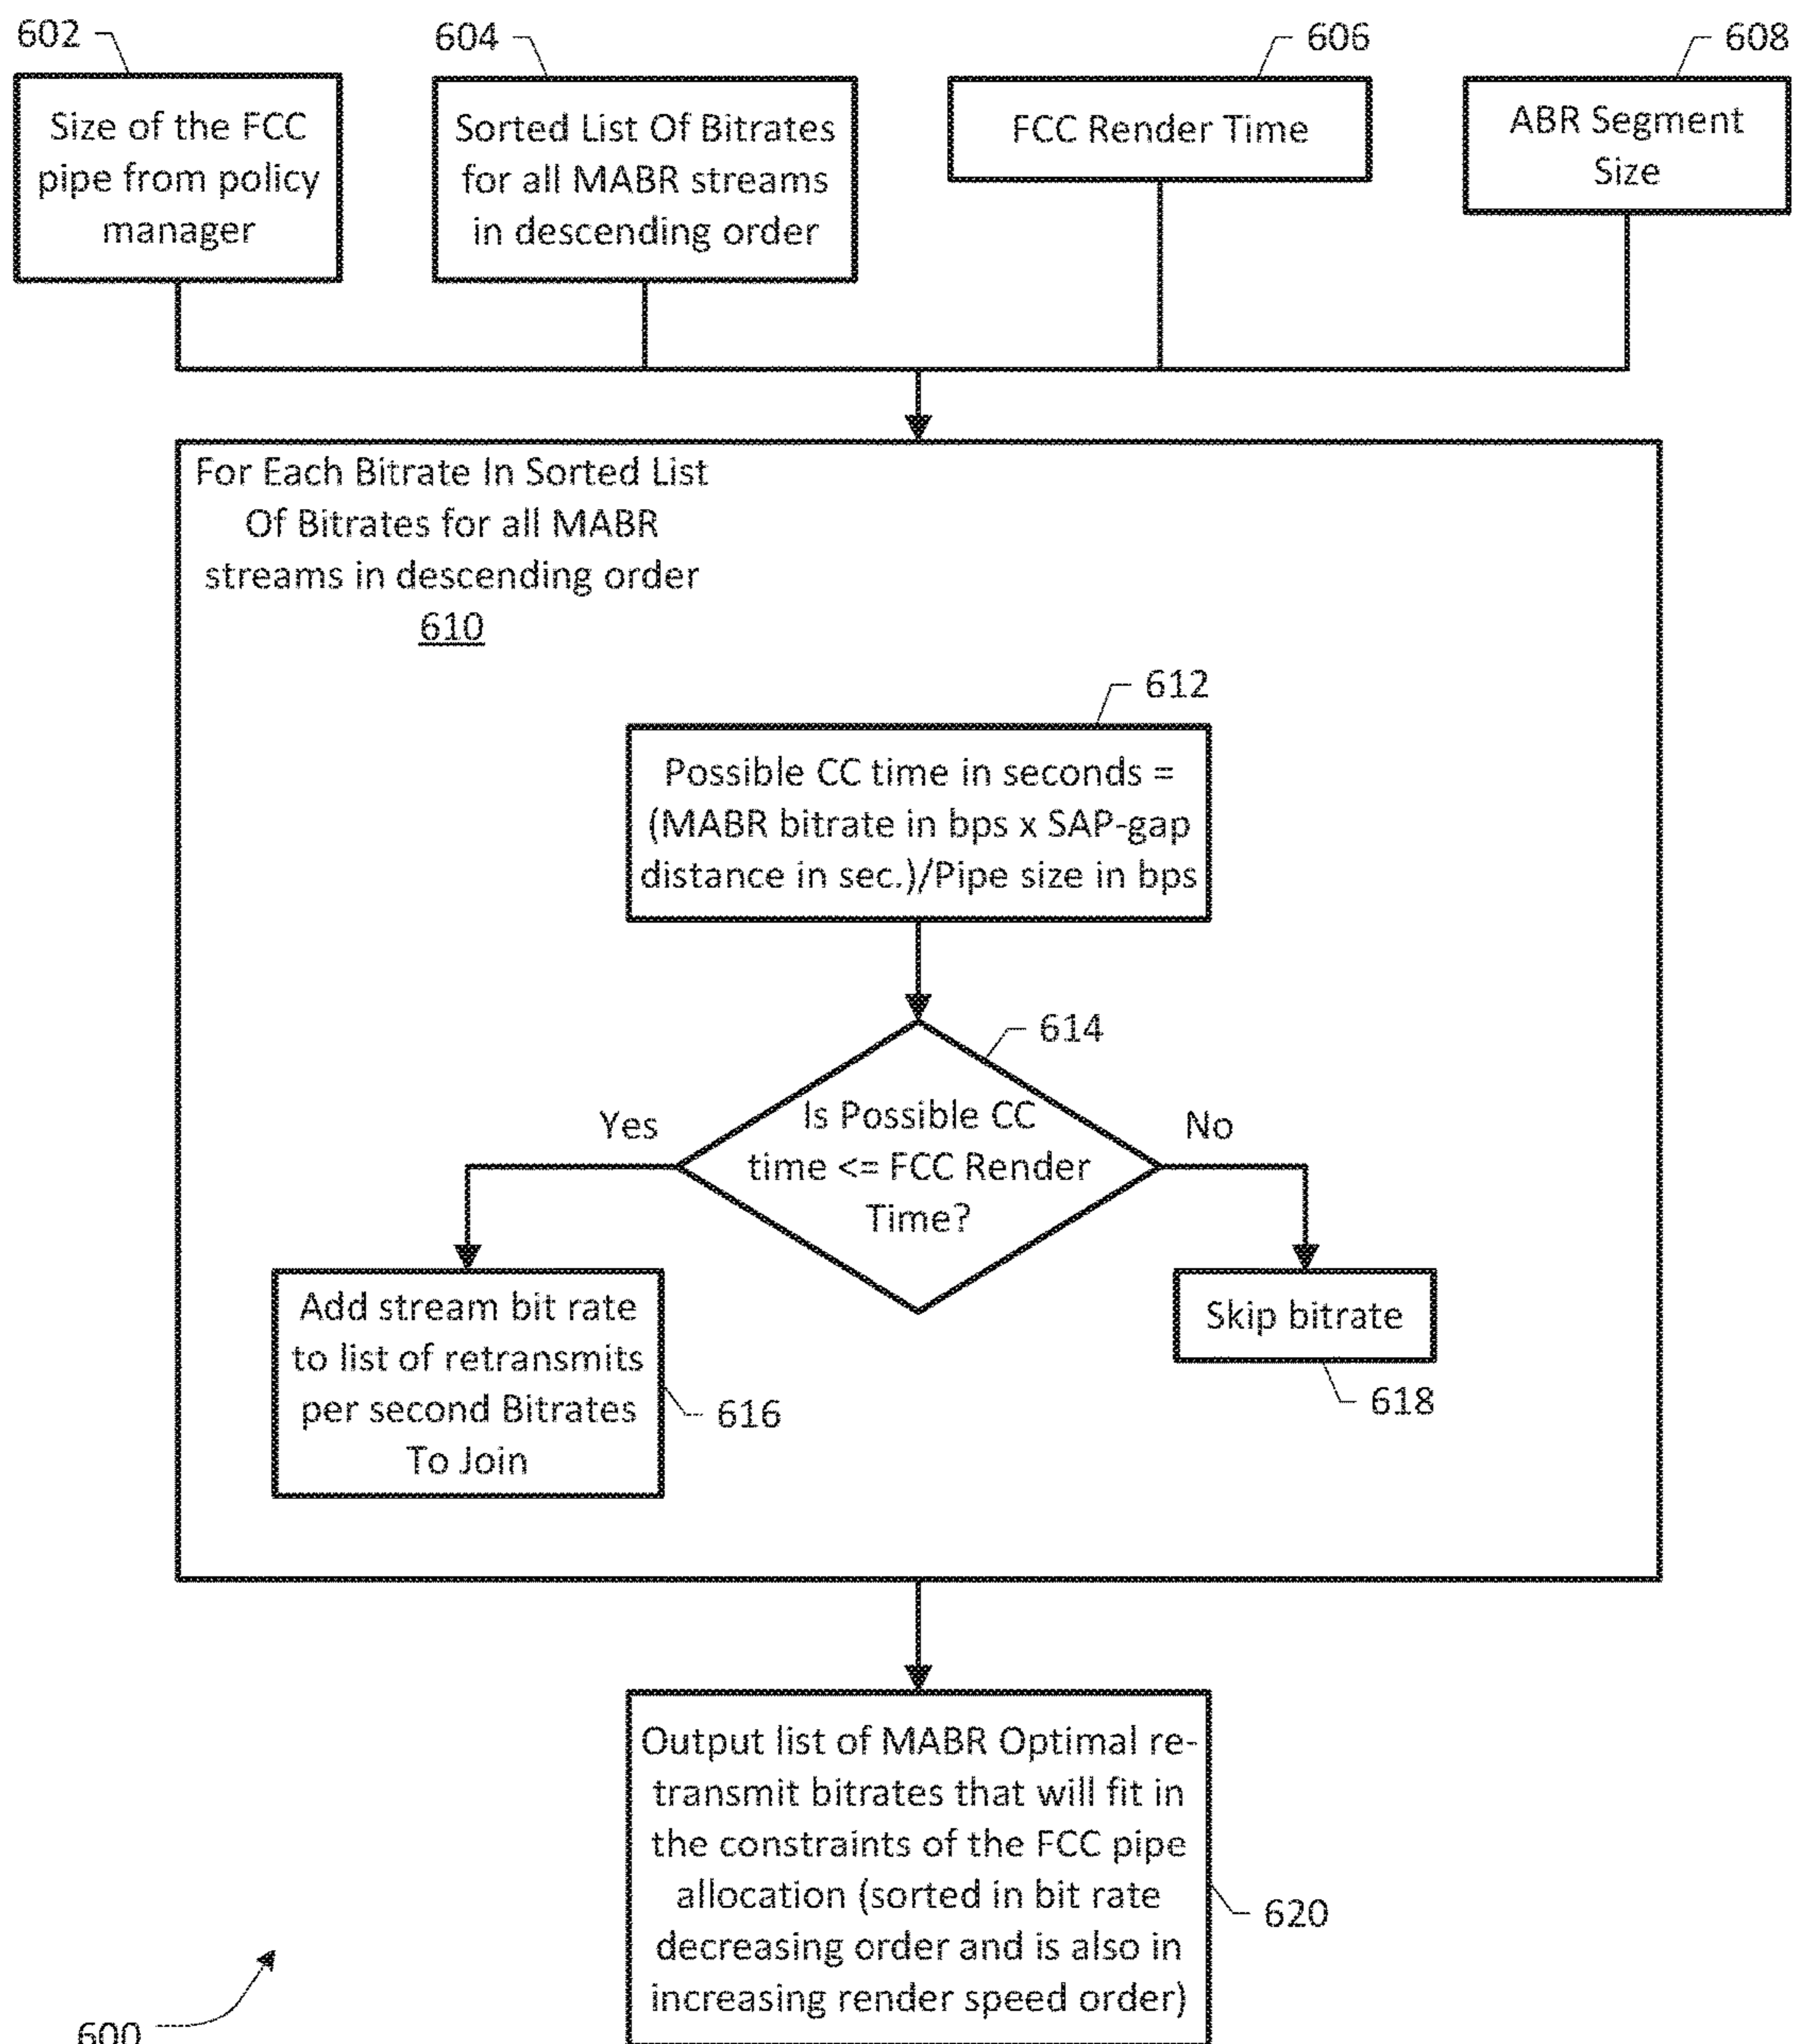 602
604
606
608
Size of the FCC
pipe from policy
manager
Sorted List Of Bitrates
for all MABR streams
in descending order
FCC Render Time
ABR Segment
Size
For Each Bitrate In Sorted List
Of Bitrates for all MABR
streams in descending order
610
612
Possible CC time in seconds =
(MABR bitrate in bps x SAP-gap
distance in sec.)/Pipe size in bps
614
Is Possible CC
time <= FCC Render
Time?
Yes
No
Add stream bit rate
to list of retransmits
per second Bitrates
To Join
616
Skip bitrate
618
Output list of MABR Optimal re-
transmit bitrates that will fit in
the constraints of the FCC pipe
allocation (sorted in bit rate
decreasing order and is also in
increasing render speed order)
620
600